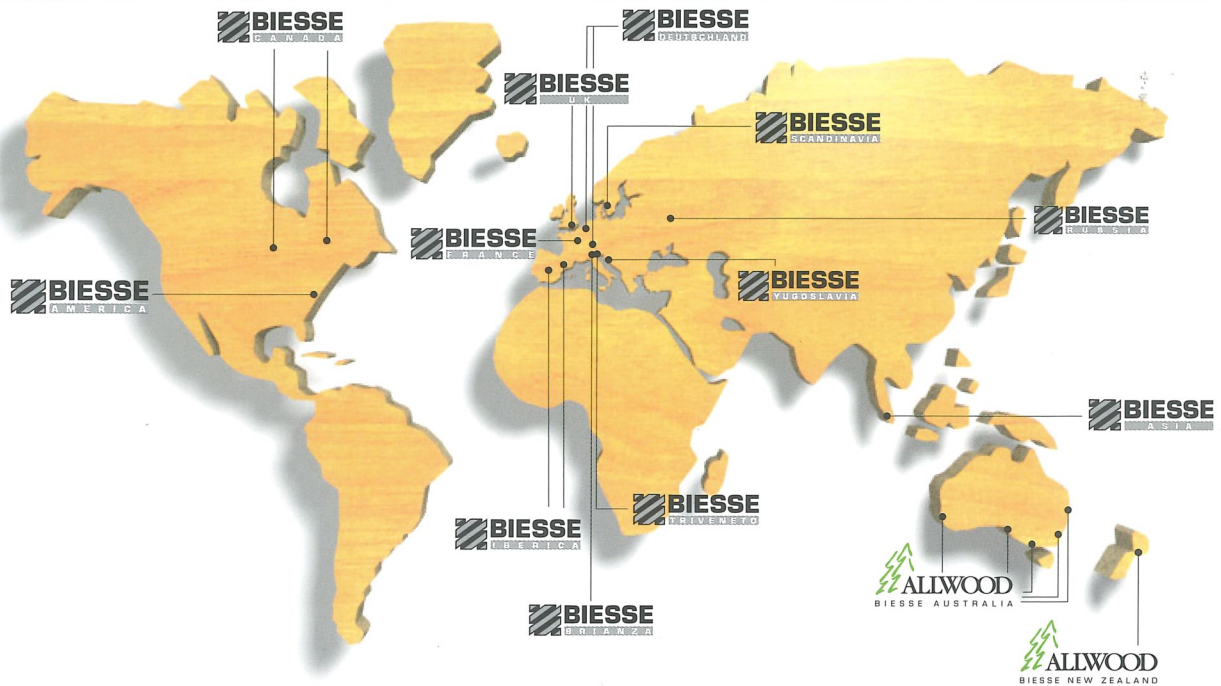 BIESSE
CANADA
BIESSE
DEUTSCHLAND
BIESSE
UK
BIESSE
SCANDINAVIA
BIESSE
RUSSIA
BIESSE
FRANCE
BIESSE
YUGOSLAVIA
BIESSE
AMERICA
BIESSE
ASIA
BIESSE
TRIVENETO
BIESSE
IBERICA
BIESSE
BRIANZA
ALLWOOD
BIESSE AUSTRALIA
ALLWOOD
BIESSE NEW ZEALAND